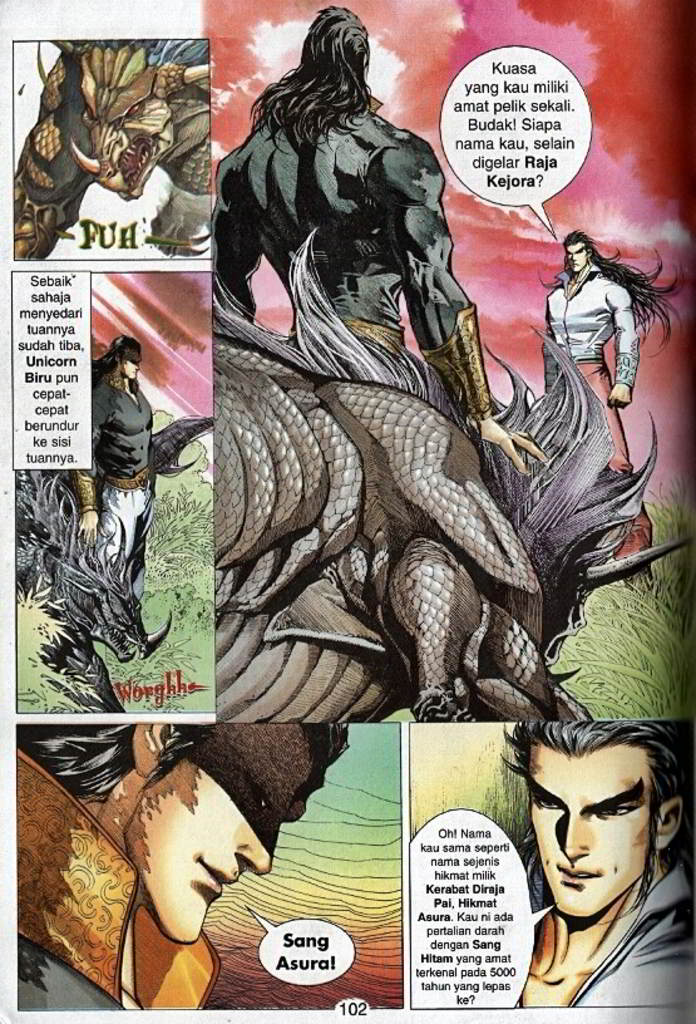 PUH
Sebaik
sahaja
menyedari
tuannya
sudah tiba,
Unicorn
Biru pun
cepat-
cepat
berundur
ke sisi
tuannya.
Worghhe
Kuasa
yang kau miliki
amat pelik sekali.
Budak! Siapa
nama kau, selain
digelar Raja
Kejora?
Sang
Asura!
Oh! Nama
kau sama seperti
nama sejenis
hikmat milik
Kerabat Diraja
Pai, Hikmat
Asura. Kau ni ada
pertalian darah
dengan Sang
Hitam yang amat
terkenal pada 5000
tahun yang lepas
ke?
102